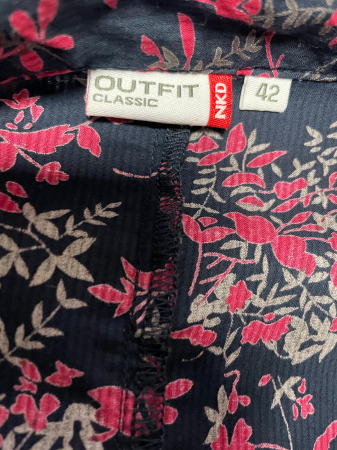 OUTFIT
CLASSIC
NKD
42